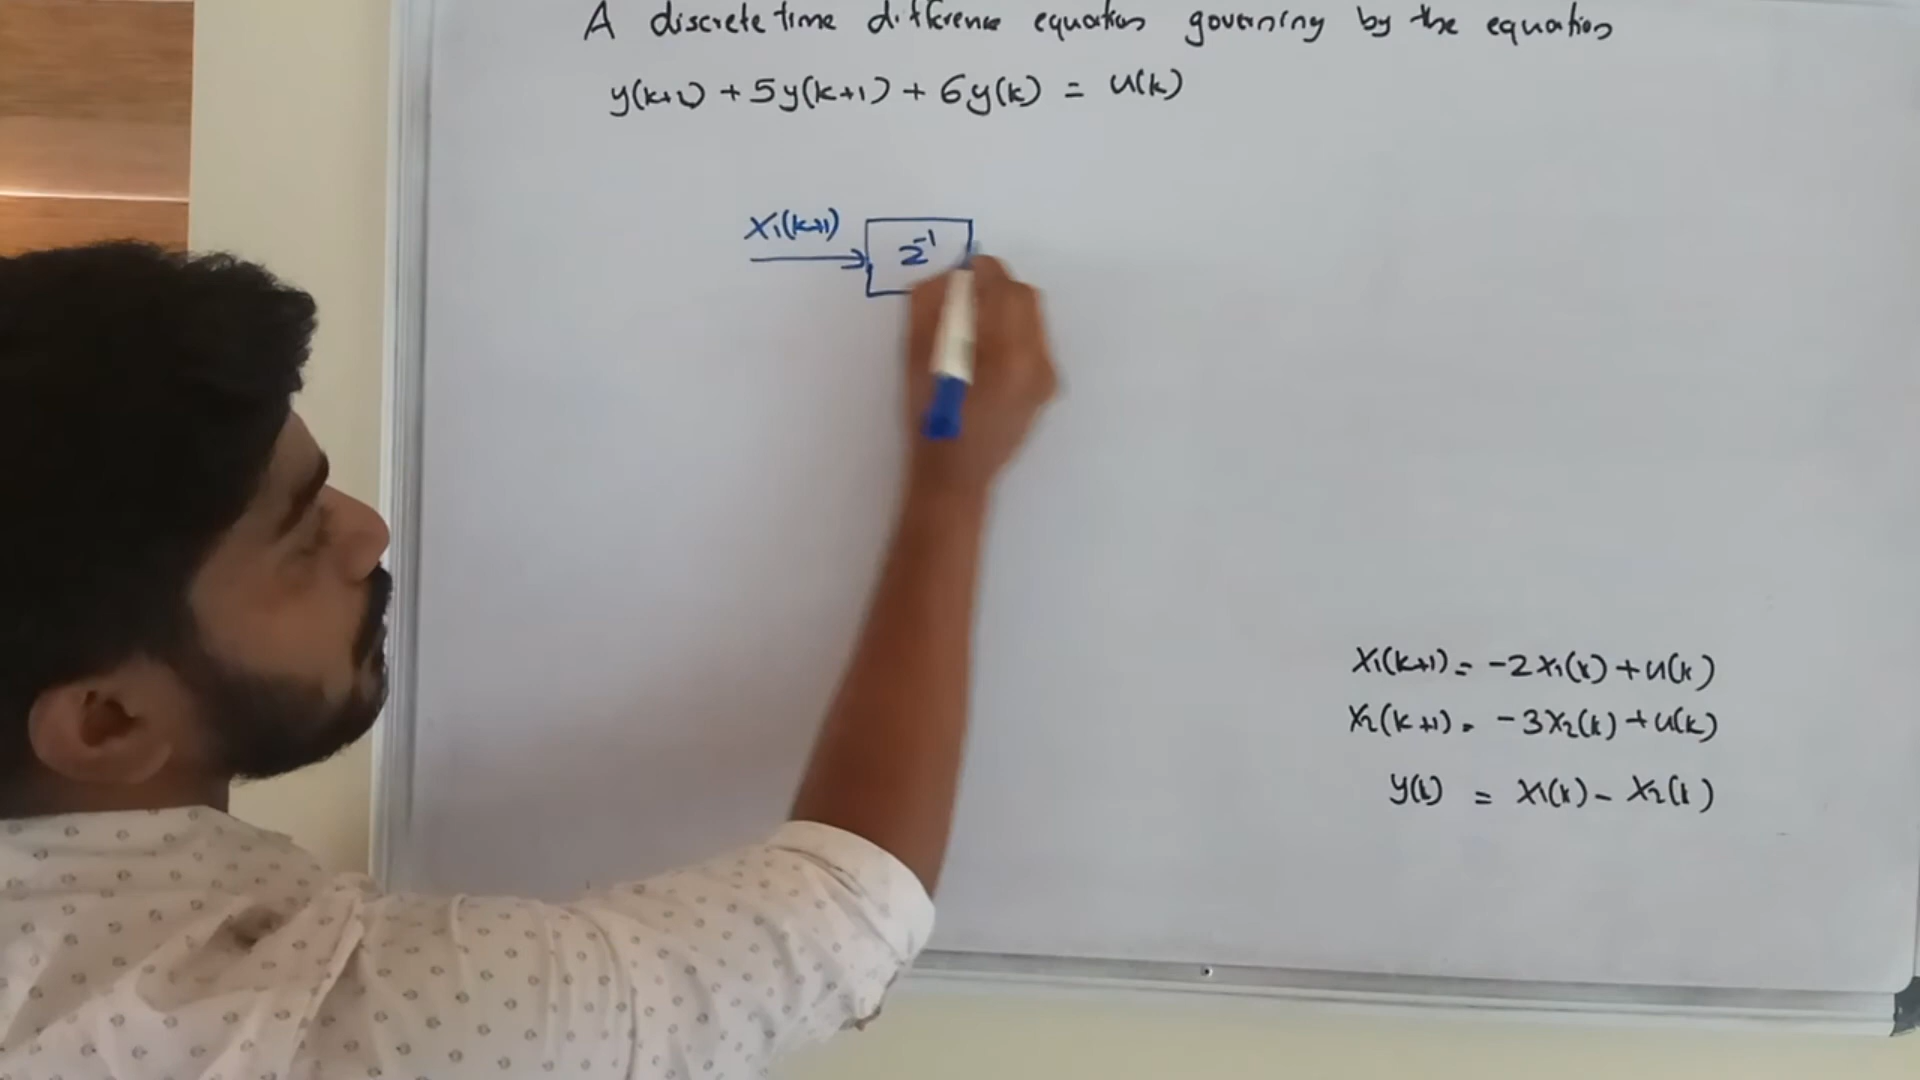 A discrete time difference equation governing by the equation
y(k+2) + 5y(k+1) + 6y(k) = u(k)
x₁(k+1)
z⁻¹
x₁(k+1) = -2x₁(k) + u(k)
x₂(k+1) = -3x₂(k) + u(k)
y(k) = x₁(k) - x₂(k)